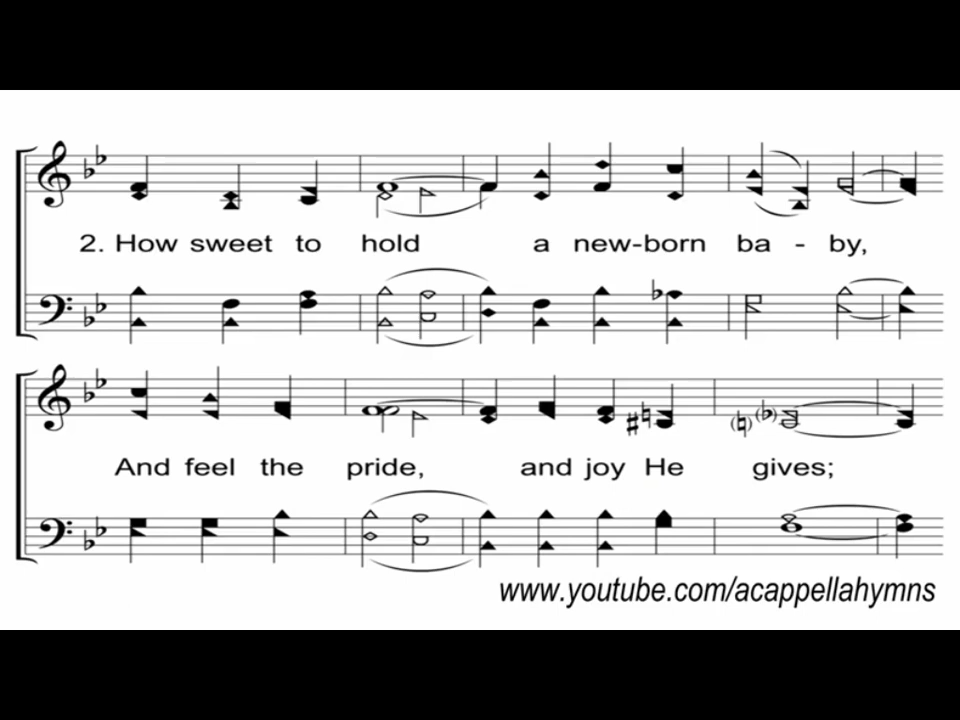 2. How sweet to hold a new-born ba - by,
And feel the pride, and joy He gives;
www.youtube.com/acappellahymns